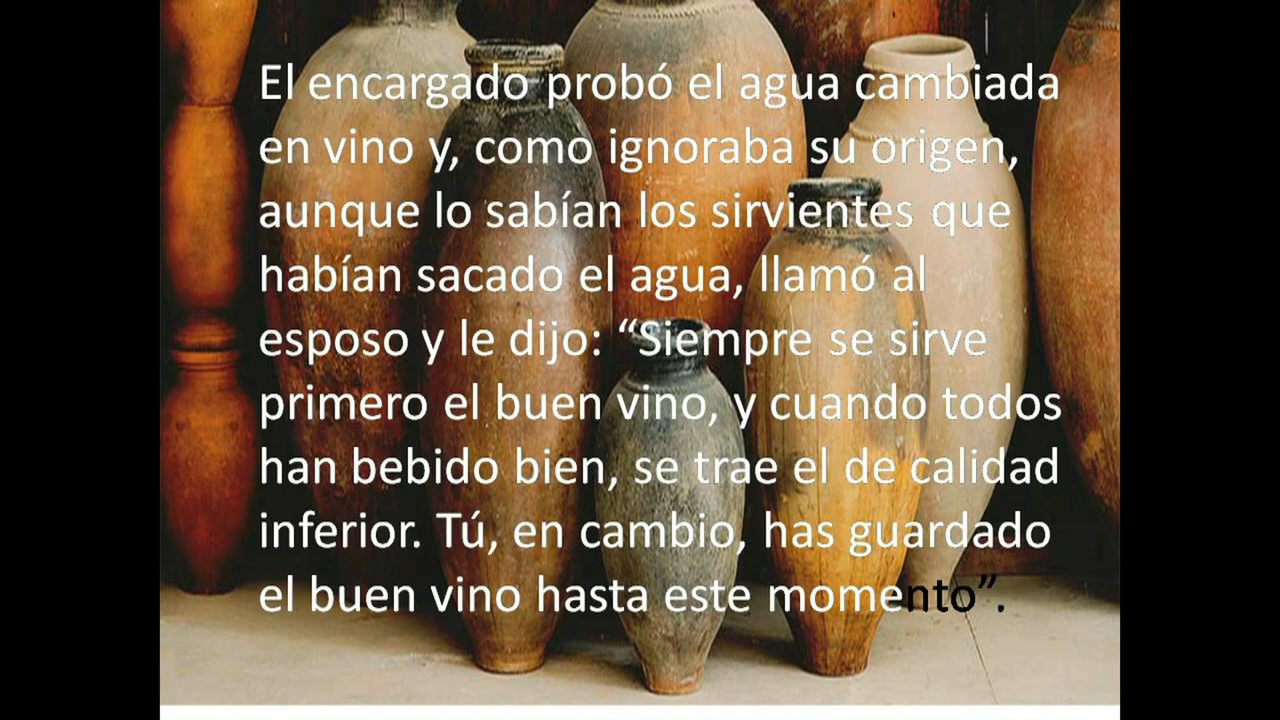 El encargado probó el agua cambiada
en vino y, como ignoraba su origen,
aunque lo sabían los sirvientes que
habían sacado el agua, llamó al
esposo y le dijo: “Siempre se sirve
primero el buen vino, y cuando todos
han bebido bien, se trae el de calidad
inferior. Tú, en cambio, has guardado
el buen vino hasta este momento”.